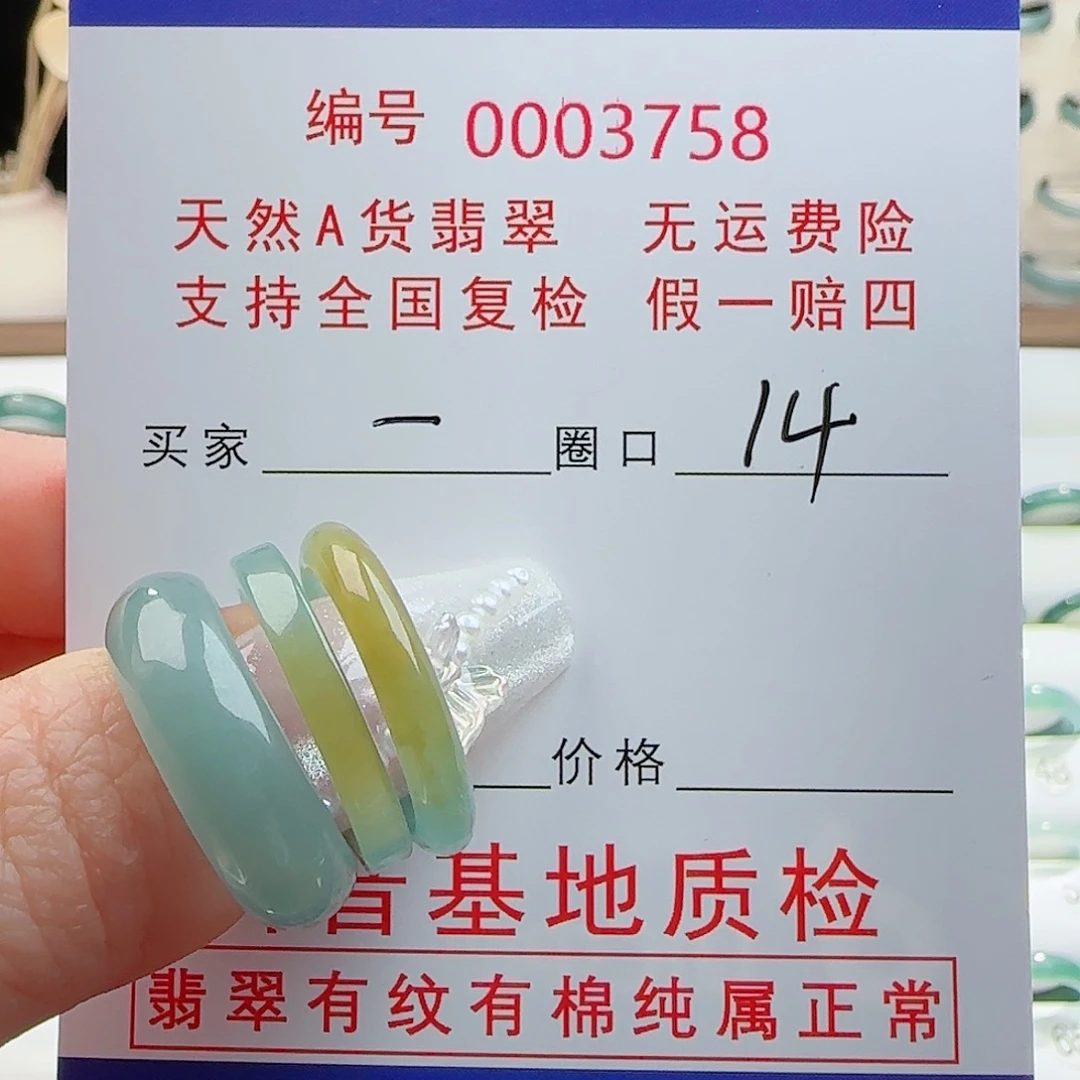 编号 0003758
天然A货翡翠 无运费险
支持全国复检 假一赔四
买家 一 圈口 14
价格
基地质检
翡翠有纹有棉纯属正常